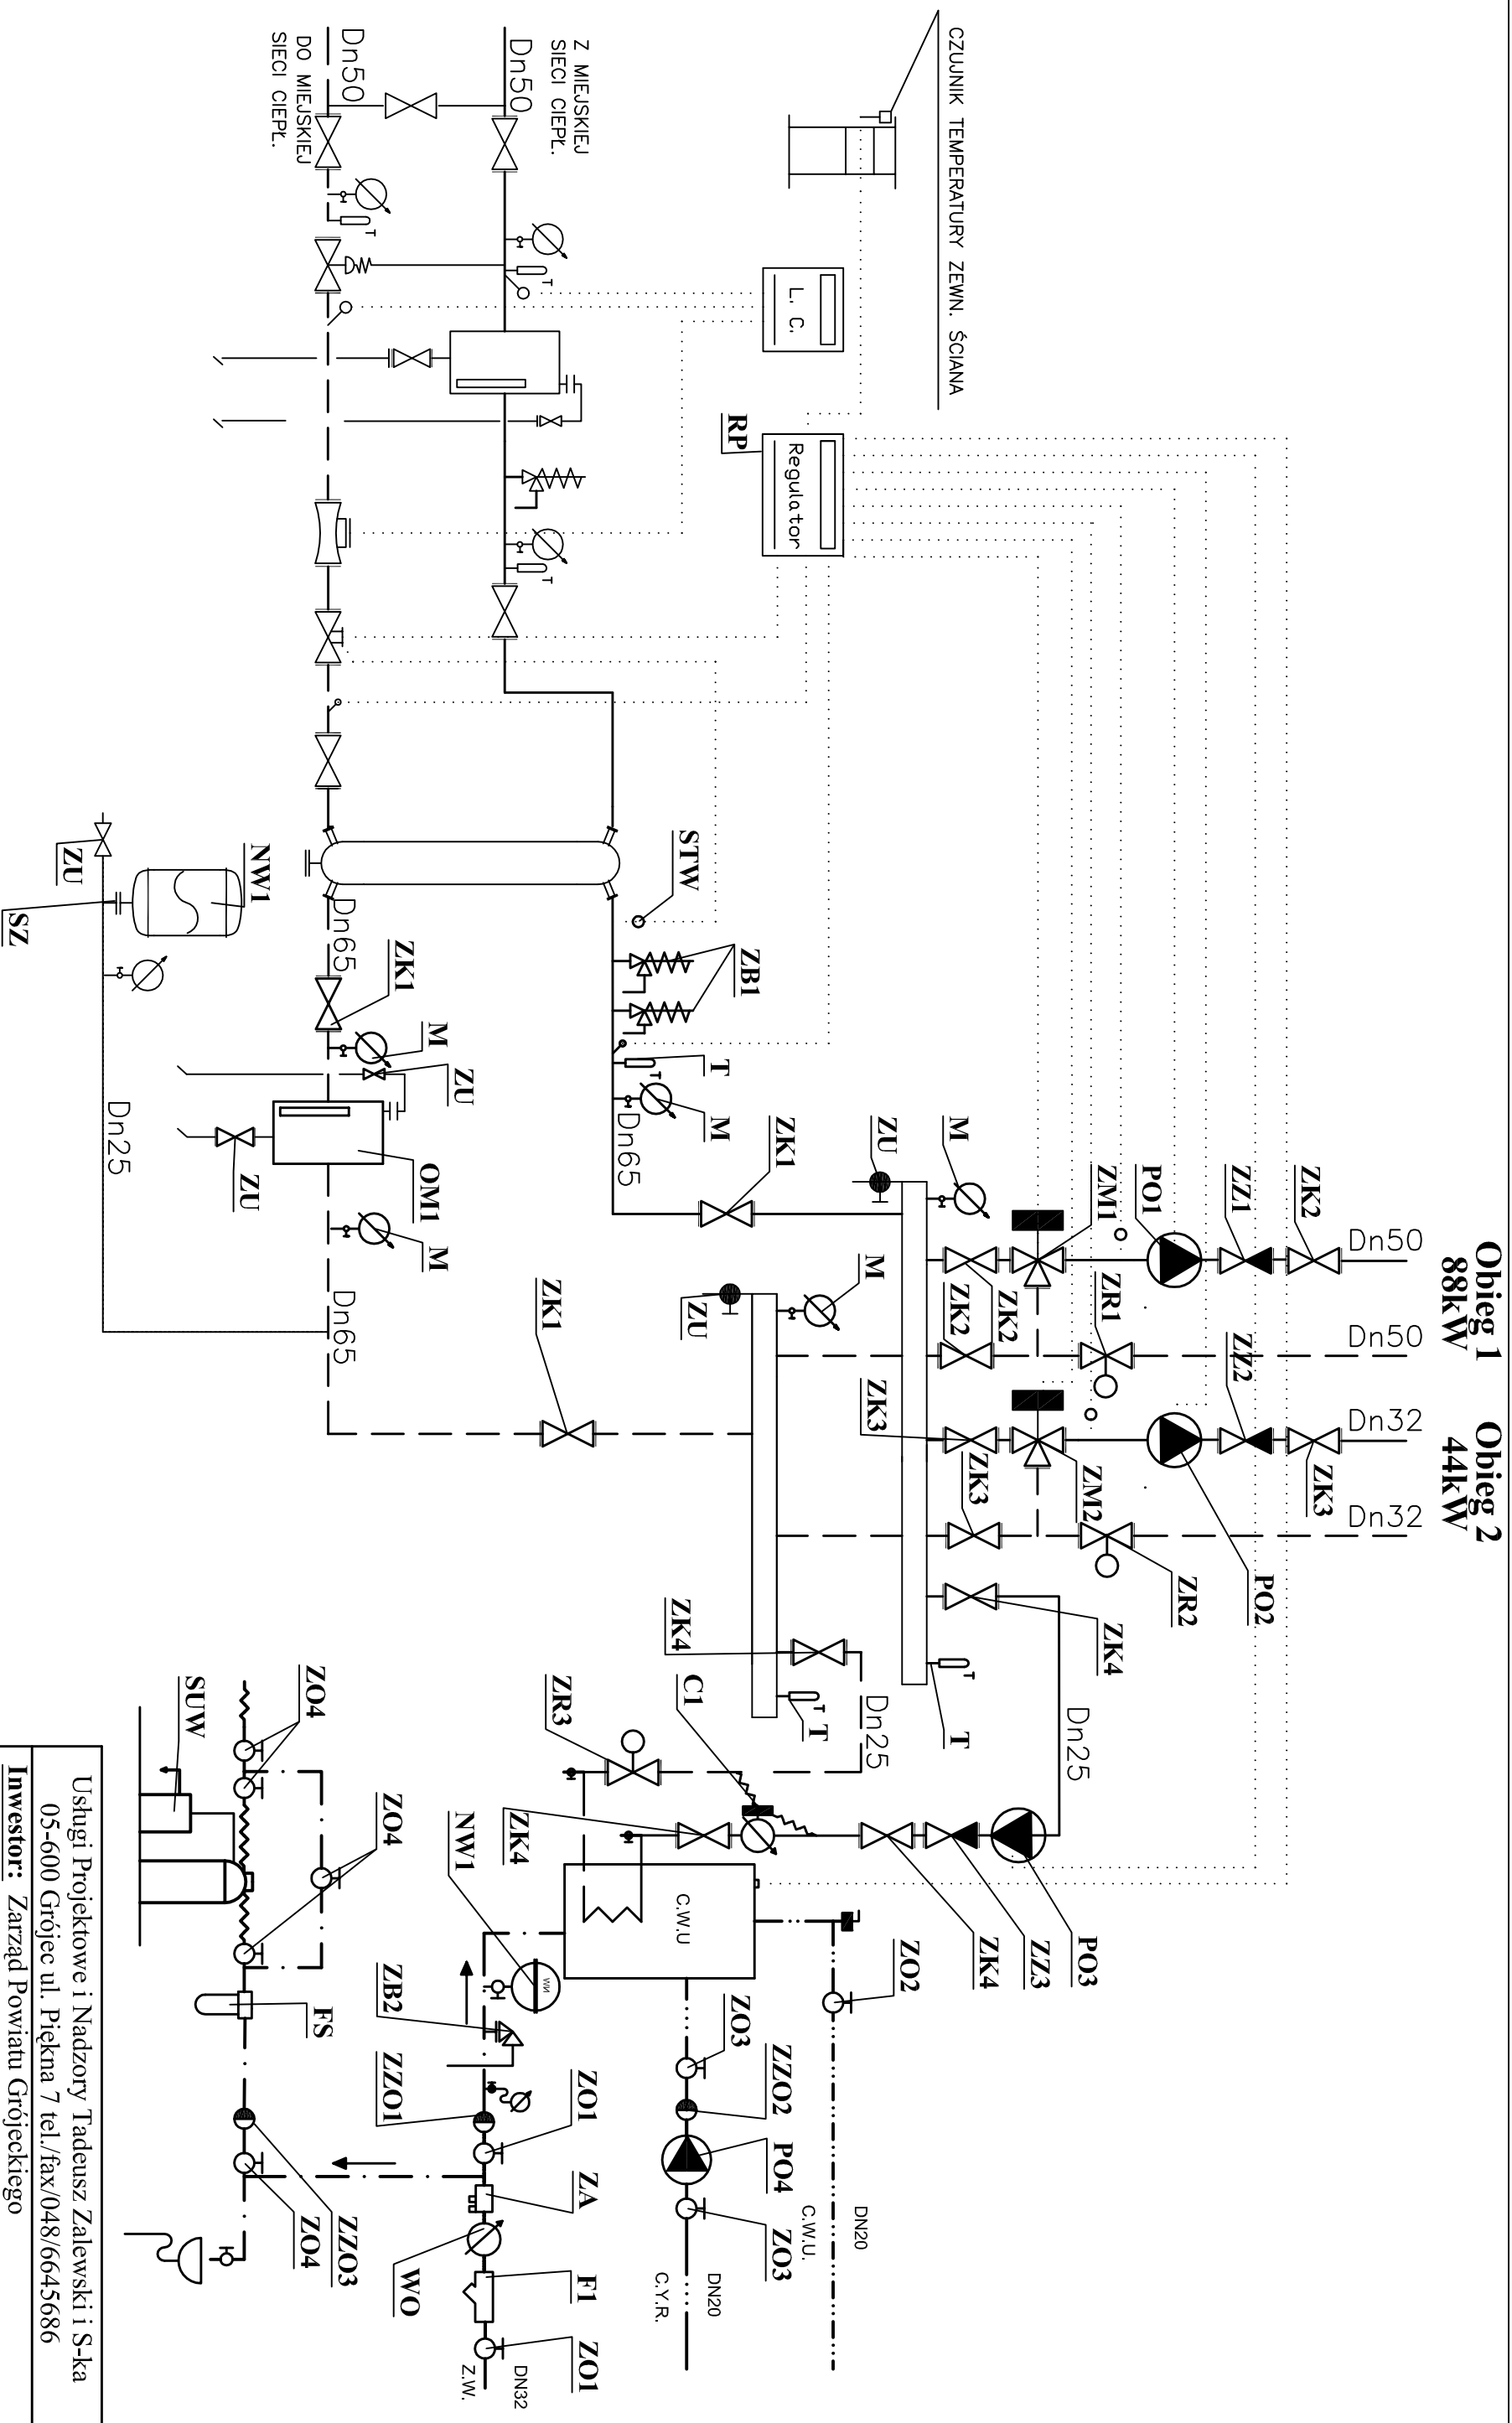 Obieg 1
88kW
Obieg 2
44kW
Dn50
Dn50
Dn32
Dn32
ZK2
ZZ1
PO1
ZM1
ZR1
ZK2
ZK2
M
ZU
ZZ2
ZK3
PO2
ZR2
ZM2
ZK3
ZK3
ZK4
T
Dn25
CZUJNIK TEMPERATURY ZEWN. ŚCIANA
L. C.
RP
Regulator
Z MIEJSKIEJ
SIECI CIEPŁ.
Dn50
T
T
Dn50
DO MIEJSKIEJ
SIECI CIEPŁ.
T
STW
ZB1
T
T
M
Dn65
ZK1
M
ZU
ZK1
ZK4
T
Dn25
C1
ZR3
ZK4
PO3
ZZ3
ZK4
C.W.U
ZO2
DN20
C.W.U.
ZO3
ZZO2
PO4
ZO3
DN20
C.Y.R.
NW1
WN
ZB2
ZZO1
ZO1
ZA
WO
F1
ZO1
DN32
Z.W.
Dn65
ZK1
M
ZU
OM1
ZU
M
Dn65
NW1
ZU
SZ
Dn25
ZO4
SUW
ZO4
FS
ZZO3
ZO4
Usługi Projektowe i Nadzory Tadeusz Zalewski i S-ka
05-600 Grójec ul. Piękna 7 tel./fax/048/6645686
Inwestor: Zarząd Powiatu Grójeckiego